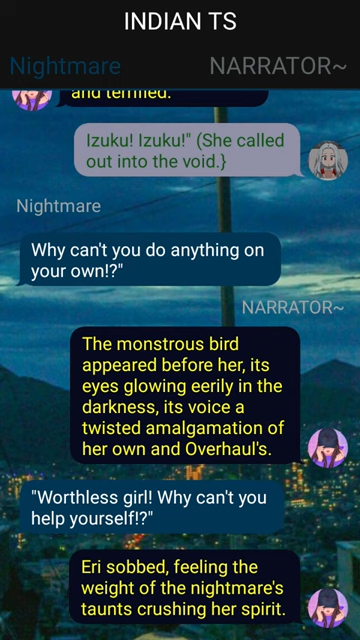 INDIAN TS
Nightmare
NARRATOR~
and terrified.
Izuku! Izuku!" (She called
out into the void.}
Nightmare
Why can't you do anything on
your own!?"
NARRATOR~
The monstrous bird
appeared before her, its
eyes glowing eerily in the
darkness, its voice a
twisted amalgamation of
her own and Overhaul's.
"Worthless girl! Why can't you
help yourself!?"
Eri sobbed, feeling the
weight of the nightmare's
taunts crushing her spirit.